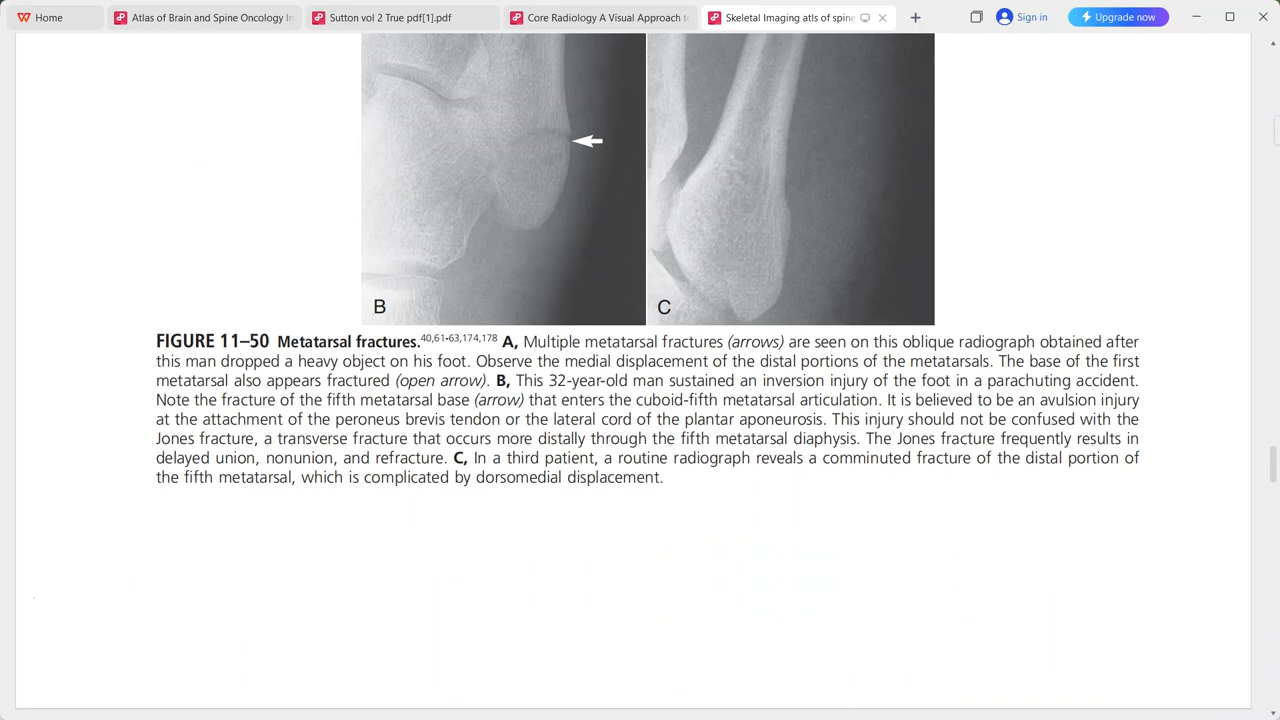 Home
Atlas of Brain and Spine Oncology In
Sutton vol 2 True pdf[1].pdf
Core Radiology A Visual Approach to
Skeletal Imaging atls of spine
Sign in
Upgrade now
B
C
FIGURE 11–50 Metatarsal fractures.40,61-63,174,178 A, Multiple metatarsal fractures (arrows) are seen on this oblique radiograph obtained after
this man dropped a heavy object on his foot. Observe the medial displacement of the distal portions of the metatarsals. The base of the first
metatarsal also appears fractured (open arrow). B, This 32-year-old man sustained an inversion injury of the foot in a parachuting accident.
Note the fracture of the fifth metatarsal base (arrow) that enters the cuboid-fifth metatarsal articulation. It is believed to be an avulsion injury
at the attachment of the peroneus brevis tendon or the lateral cord of the plantar aponeurosis. This injury should not be confused with the
Jones fracture, a transverse fracture that occurs more distally through the fifth metatarsal diaphysis. The Jones fracture frequently results in
delayed union, nonunion, and refracture. C, In a third patient, a routine radiograph reveals a comminuted fracture of the distal portion of
the fifth metatarsal, which is complicated by dorsomedial displacement.